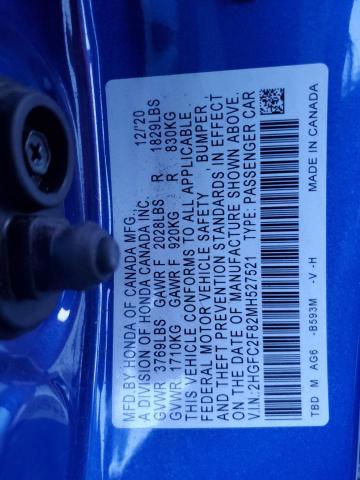 MFD.BY HONDA OF CANADA MFG. 12/'20
A DIVISION OF HONDA CANADA INC.
GVWR 3769LBS GAWR F 2028LBS R 1829LBS
GVWR 1710KG GAWR F 920KG R 830KG
THIS VEHICLE CONFORMS TO ALL APPLICABLE
FEDERAL MOTOR VEHICLE SAFETY BUMPER,
AND THEFT PREVENTION STANDARDS IN EFFECT
ON THE DATE OF MANUFACTURE SHOWN ABOVE.
V.I.N: 2HGFC2F82MH527521 TYPE: PASSENGER CAR
TBD M AG6 -B593M -V -H MADE IN CANADA